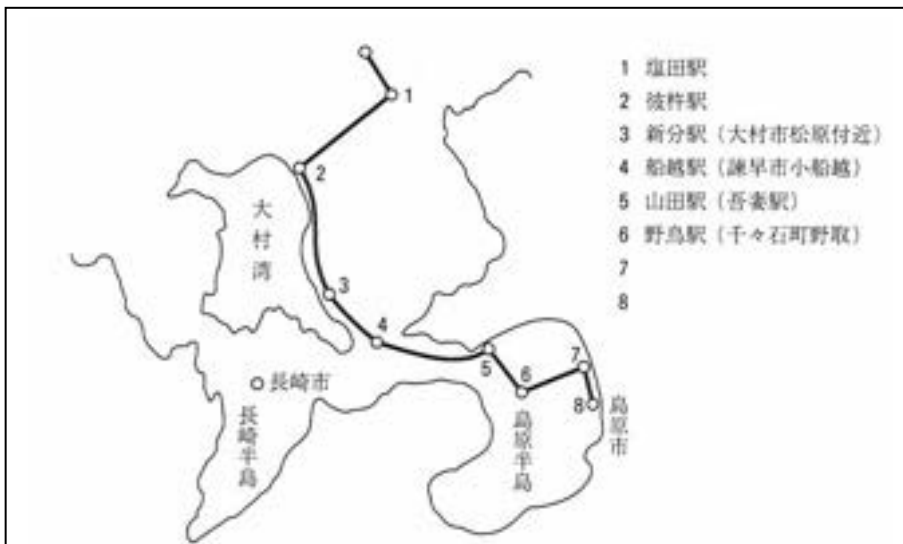 1 塩田駅
2 彼杵駅
3 新分駅（大村市松原付近）
4 船越駅（諫早市小船越）
5 山田駅（吾妻駅）
6 野鳥駅（千々石町野取）
7
8
1
2
3
4
5
6
7
8
大村湾
長崎市
長崎半島
島原半島
島原市